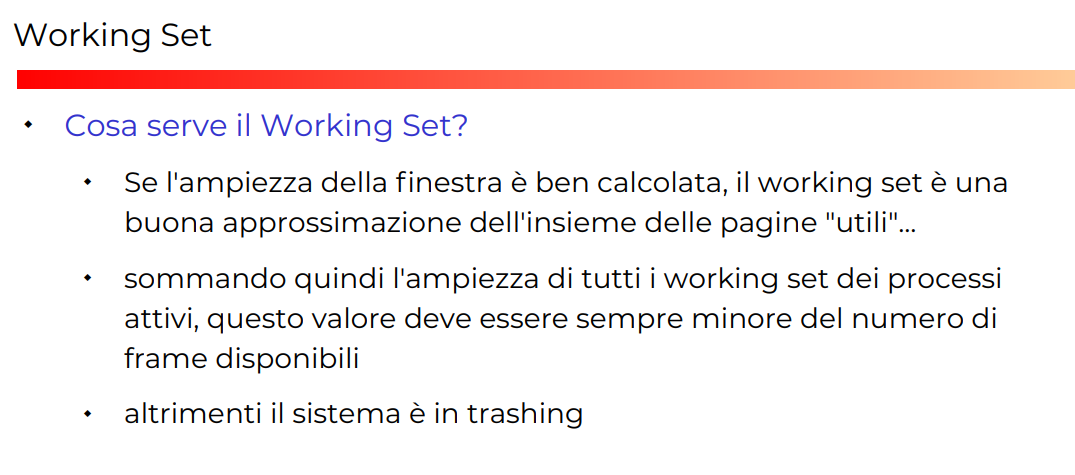 Working Set
Cosa serve il Working Set?
Se l'ampiezza della finestra è ben calcolata, il working set è una
buona approssimazione dell'insieme delle pagine "utili"...
sommando quindi l'ampiezza di tutti i working set dei processi
attivi, questo valore deve essere sempre minore del numero di
frame disponibili
altrimenti il sistema è in trashing